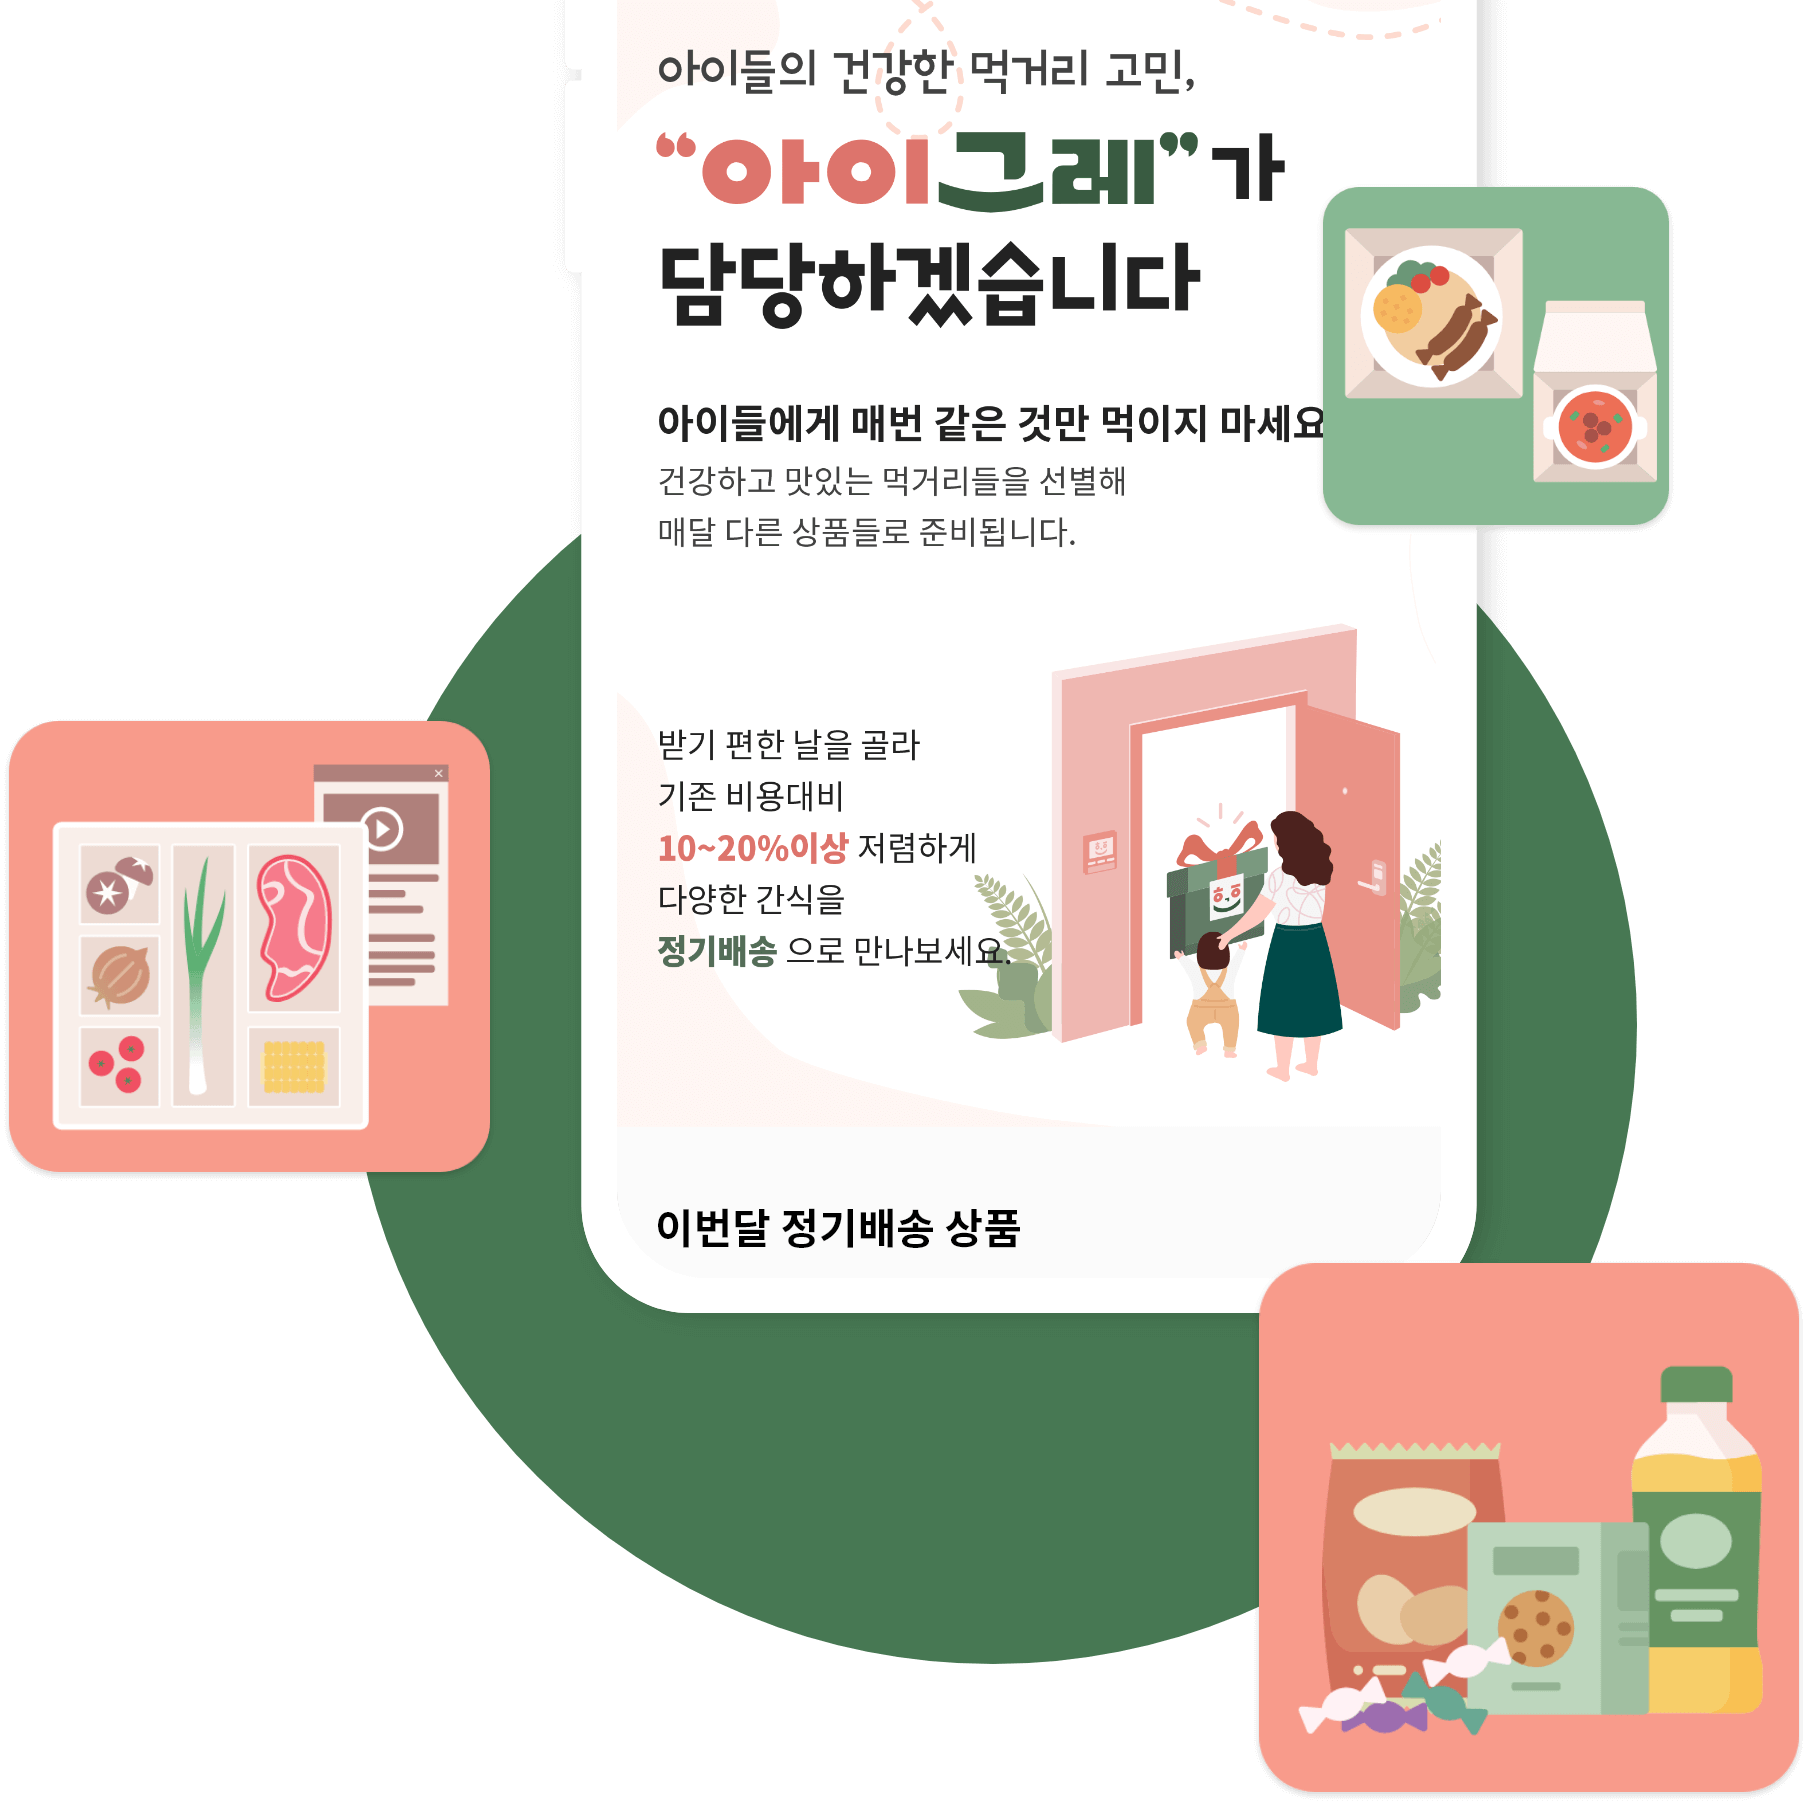 아이들의 건강한 먹거리 고민,
“아이그레”가
담당하겠습니다
아이들에게 매번 같은 것만 먹이지 마세요
건강하고 맛있는 먹거리들을 선별해
매달 다른 상품들로 준비됩니다.
받기 편한 날을 골라
기존 비용대비
10~20%이상 저렴하게
다양한 간식을
정기배송 으로 만나보세요.
이번달 정기배송 상품